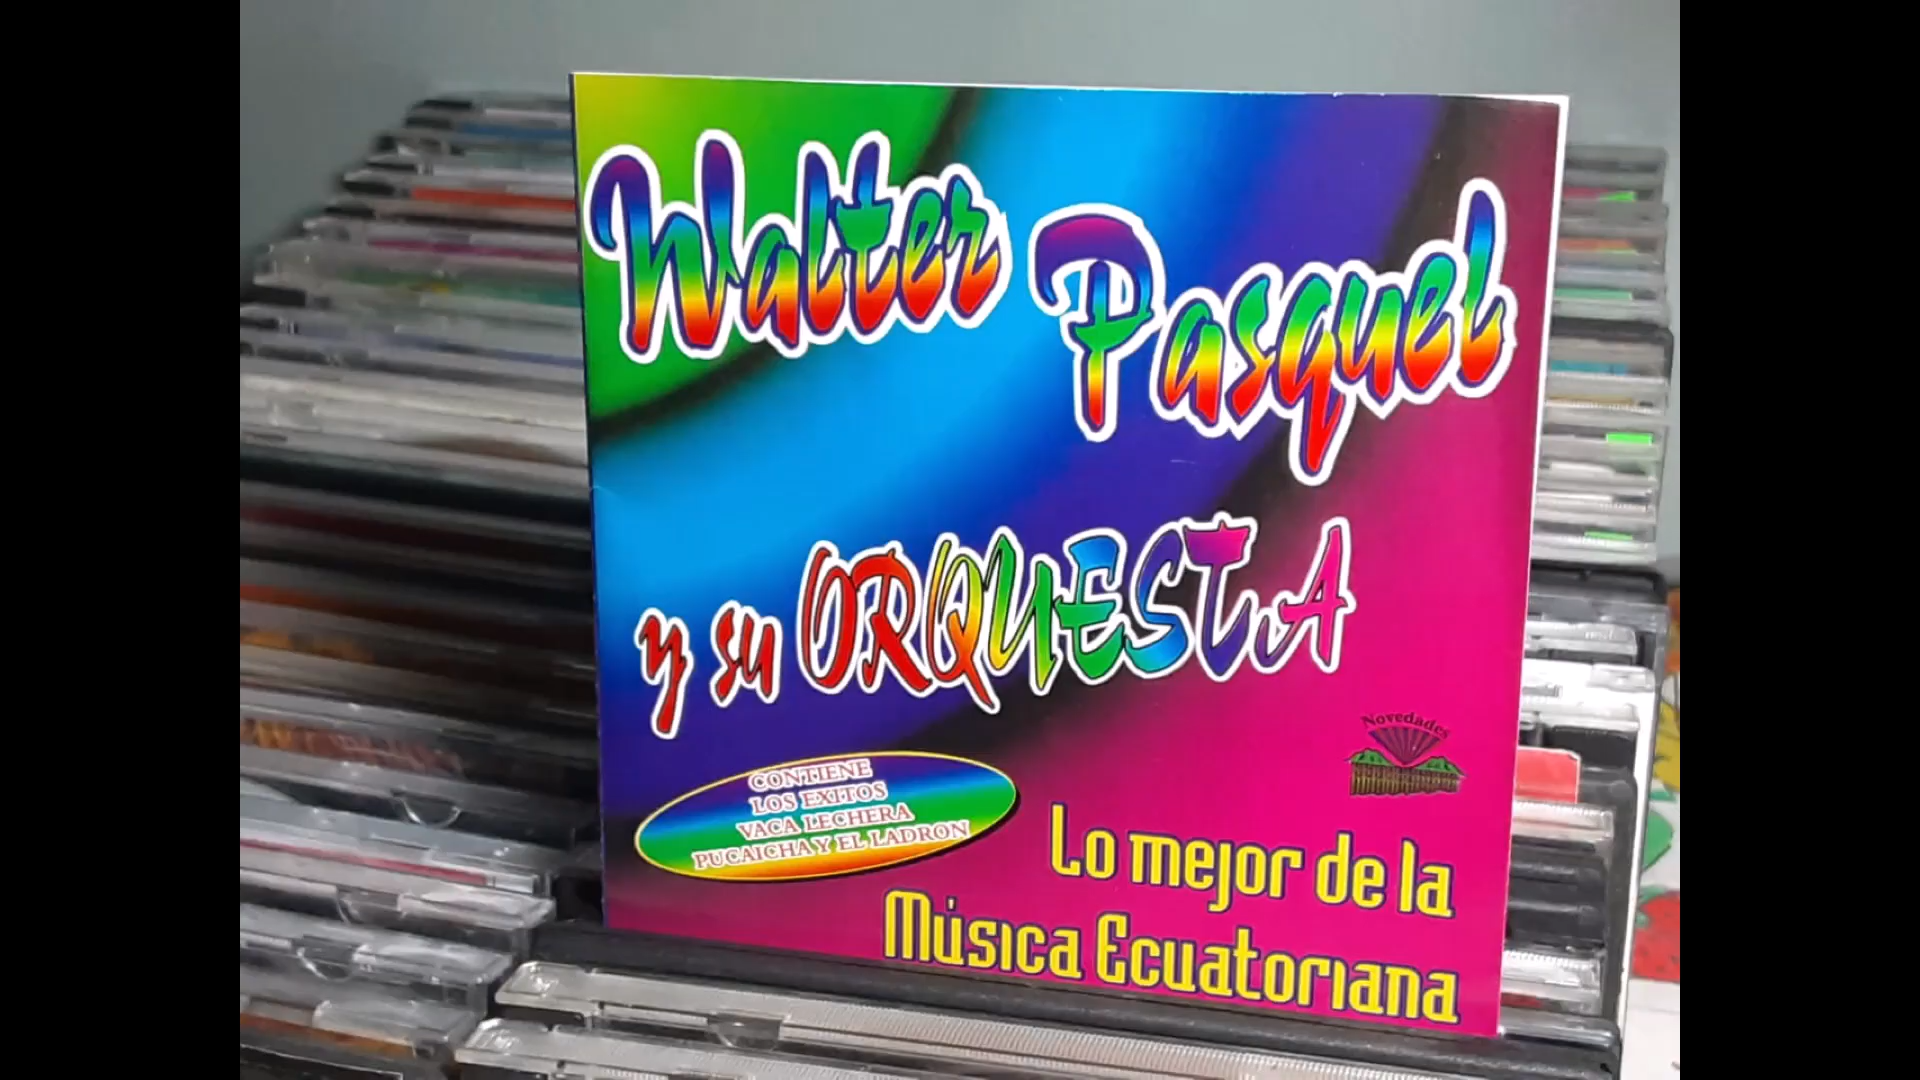 Walter Pasquel
y su ORQUESTA
Novedades
CONTIENE
LOS EXITOS
VACA LECHERA
PUCAICHA Y EL LADRON
Lo mejor de la
Música Ecuatoriana